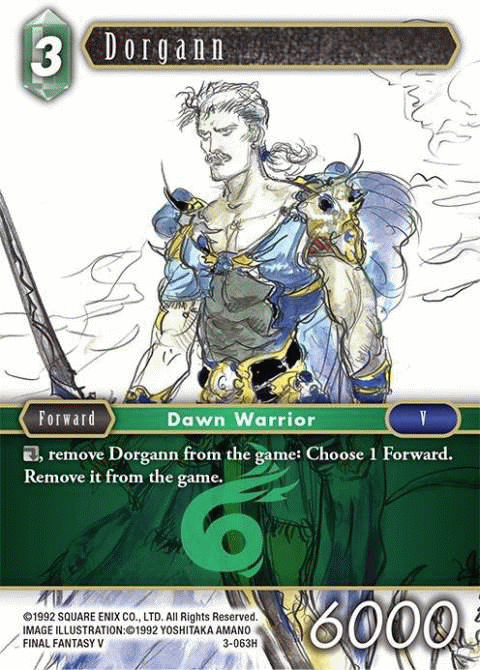 3
Dorgann
Forward
Dawn Warrior
V
, remove Dorgann from the game: Choose 1 Forward.
Remove it from the game.
©1992 SQUARE ENIX CO., LTD. All Rights Reserved.
IMAGE ILLUSTRATION:©1992 YOSHITAKA AMANO
FINAL FANTASY V
3-063H
6000